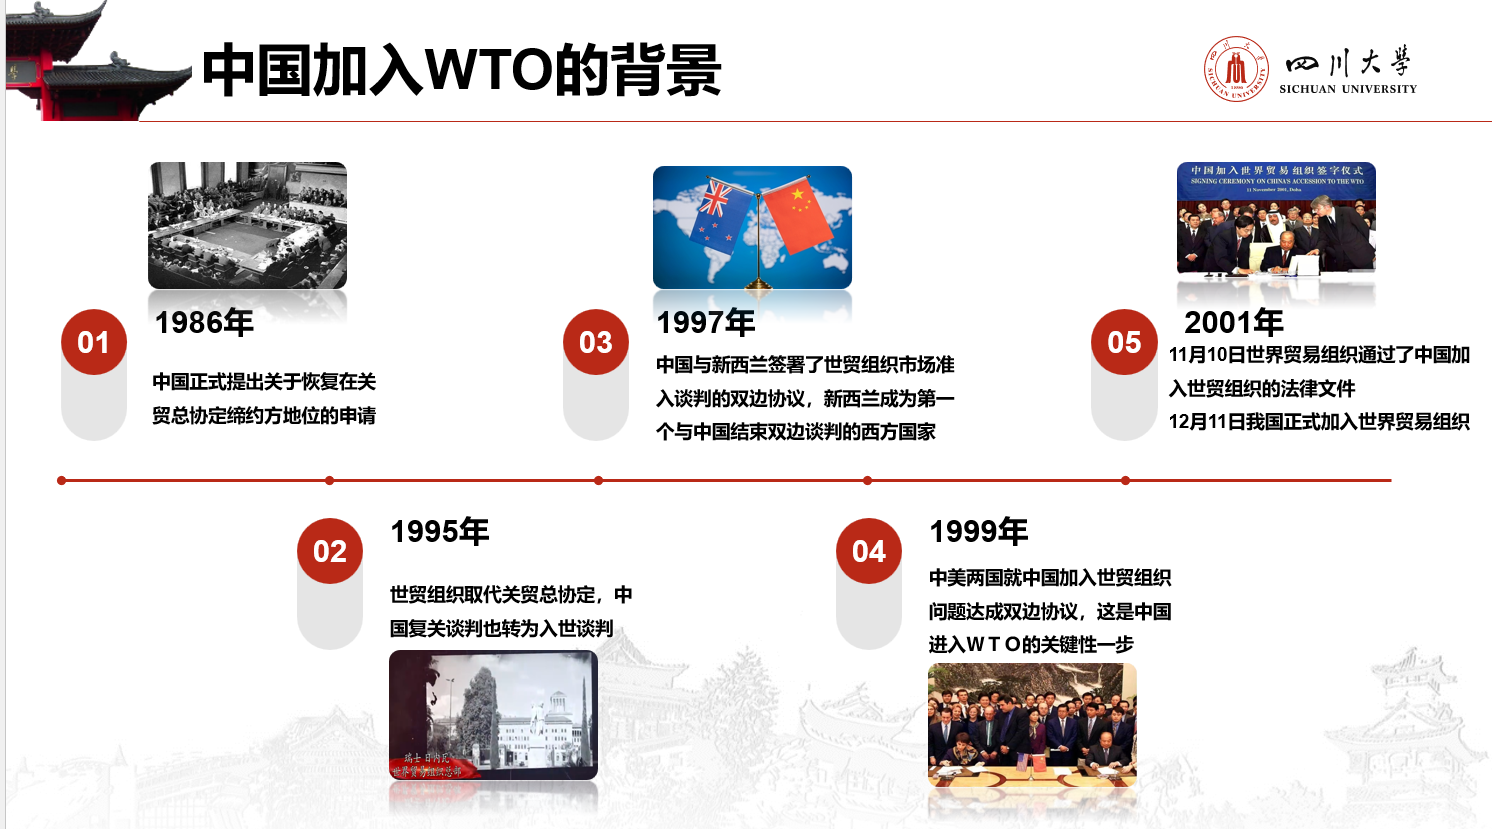 中国加入WTO的背景
四川大学
SICHUAN UNIVERSITY
中国加入世界贸易组织签字仪式
SIGNING CEREMONY ON CHINA'S ACCESSION TO THE WTO
11 November 2001, Doha
01
1986年
中国正式提出关于恢复在关
贸总协定缔约方地位的申请
03
1997年
中国与新西兰签署了世贸组织市场准
入谈判的双边协议，新西兰成为第一
个与中国结束双边谈判的西方国家
05
2001年
11月10日世界贸易组织通过了中国加
入世贸组织的法律文件
12月11日我国正式加入世界贸易组织
02
1995年
世贸组织取代关贸总协定，中
国复关谈判也转为入世谈判
瑞士日内瓦
世界贸易组织总部
04
1999年
中美两国就中国加入世贸组织
问题达成双边协议，这是中国
进入ＷＴＯ的关键性一步